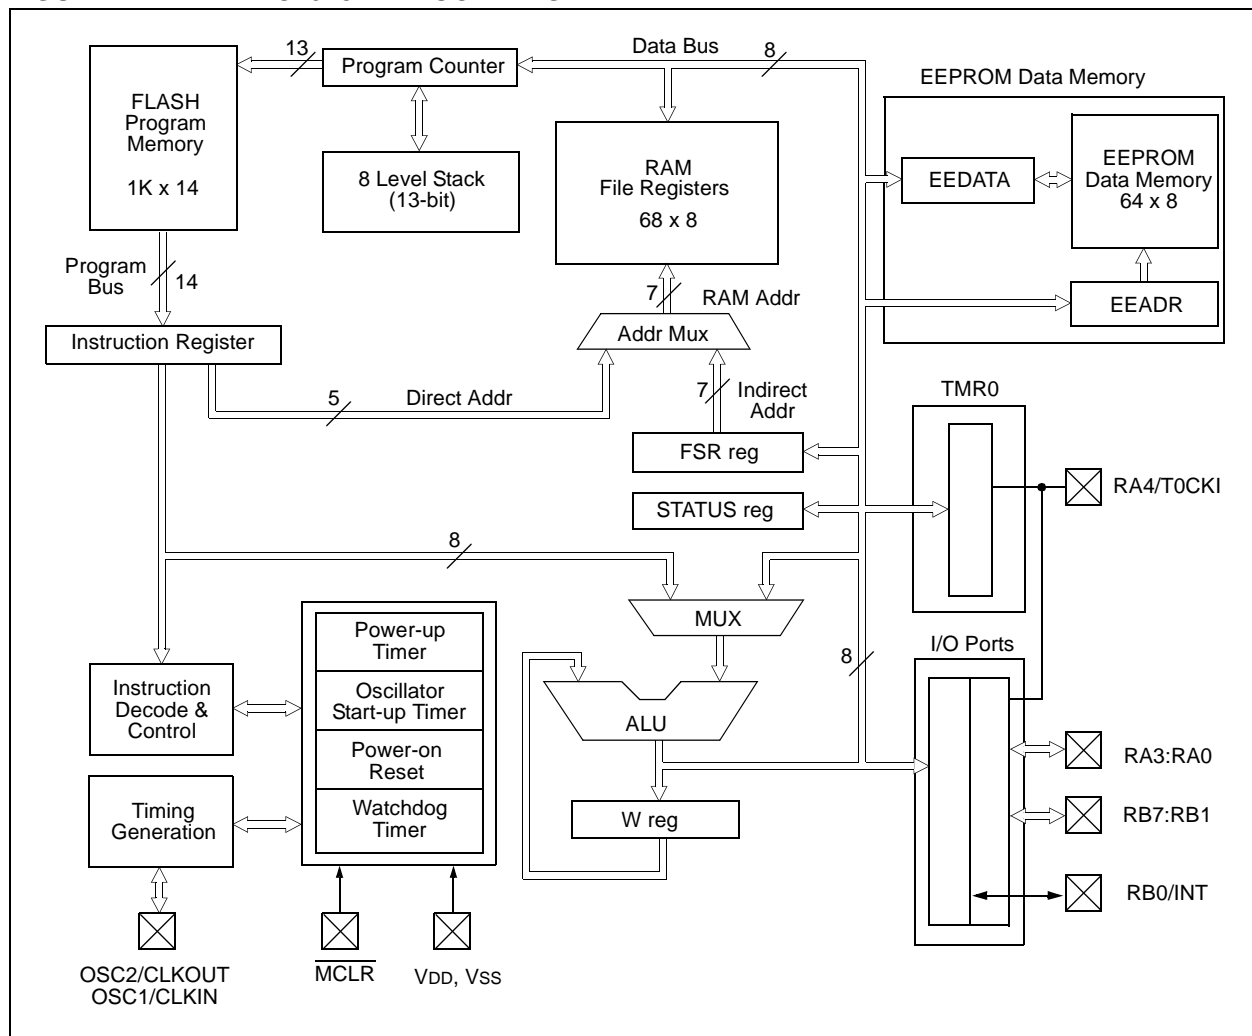 13
Program Counter
Data Bus
8
EEPROM Data Memory
FLASH
Program
Memory
1K x 14
8 Level Stack
(13-bit)
RAM
File Registers
68 x 8
EEDATA
EEPROM
Data Memory
64 x 8
EEADR
Program
Bus
14
7
RAM Addr
Instruction Register
Addr Mux
5
Direct Addr
7
Indirect
Addr
TMR0
FSR reg
RA4/T0CKI
STATUS reg
8
MUX
Power-up
Timer
8
I/O Ports
Instruction
Decode &
Control
Oscillator
Start-up Timer
ALU
Power-on
Reset
RA3:RA0
Timing
Generation
Watchdog
Timer
W reg
RB7:RB1
RB0/INT
OSC2/CLKOUT
OSC1/CLKIN
MCLR
VDD, VSS